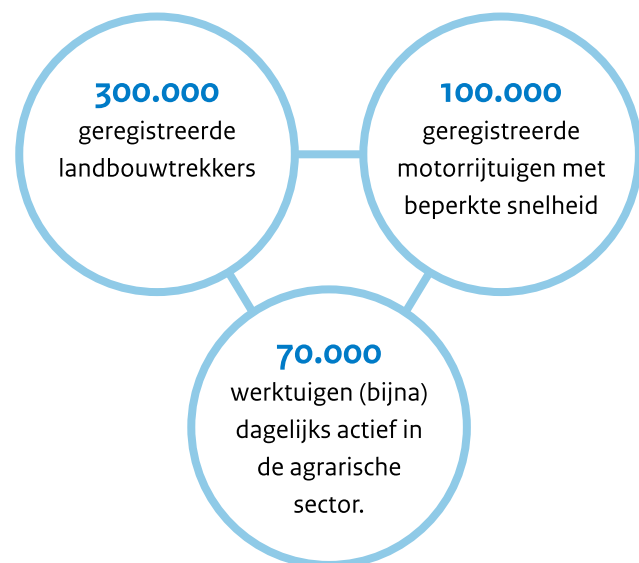 300.000
geregistreerde
landbouwtrekkers
100.000
geregistreerde
motorrijtuigen met
beperkte snelheid
70.000
werktuigen (bijna)
dagelijks actief in
de agrarische
sector.